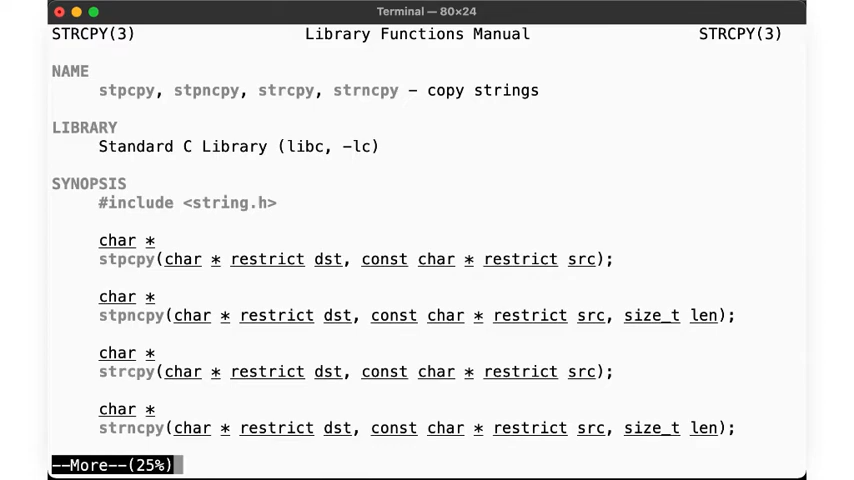 Terminal — 80×24
STRCPY(3) Library Functions Manual STRCPY(3)
NAME
stpcpy, stpncpy, strcpy, strncpy – copy strings
LIBRARY
Standard C Library (libc, -lc)
SYNOPSIS
#include <string.h>
char *
stpcpy(char * restrict dst, const char * restrict src);
char *
stpncpy(char * restrict dst, const char * restrict src, size_t len);
char *
strcpy(char * restrict dst, const char * restrict src);
char *
strncpy(char * restrict dst, const char * restrict src, size_t len);
--More--(25%)